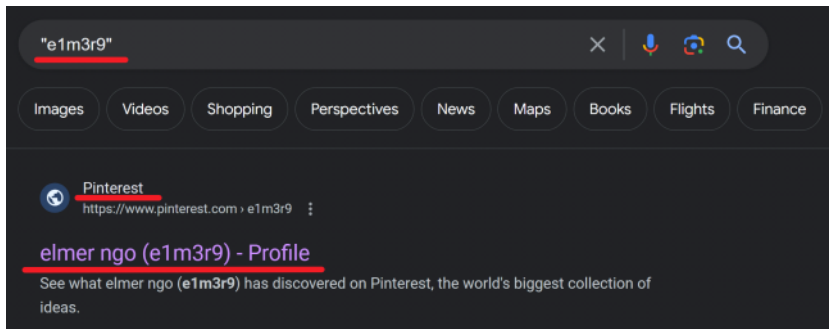 "e1m3r9"
Images Videos Shopping Perspectives News Maps Books Flights Finance
Pinterest
https://www.pinterest.com › e1m3r9
elmer ngo (e1m3r9) - Profile
See what elmer ngo (e1m3r9) has discovered on Pinterest, the world's biggest collection of
ideas.